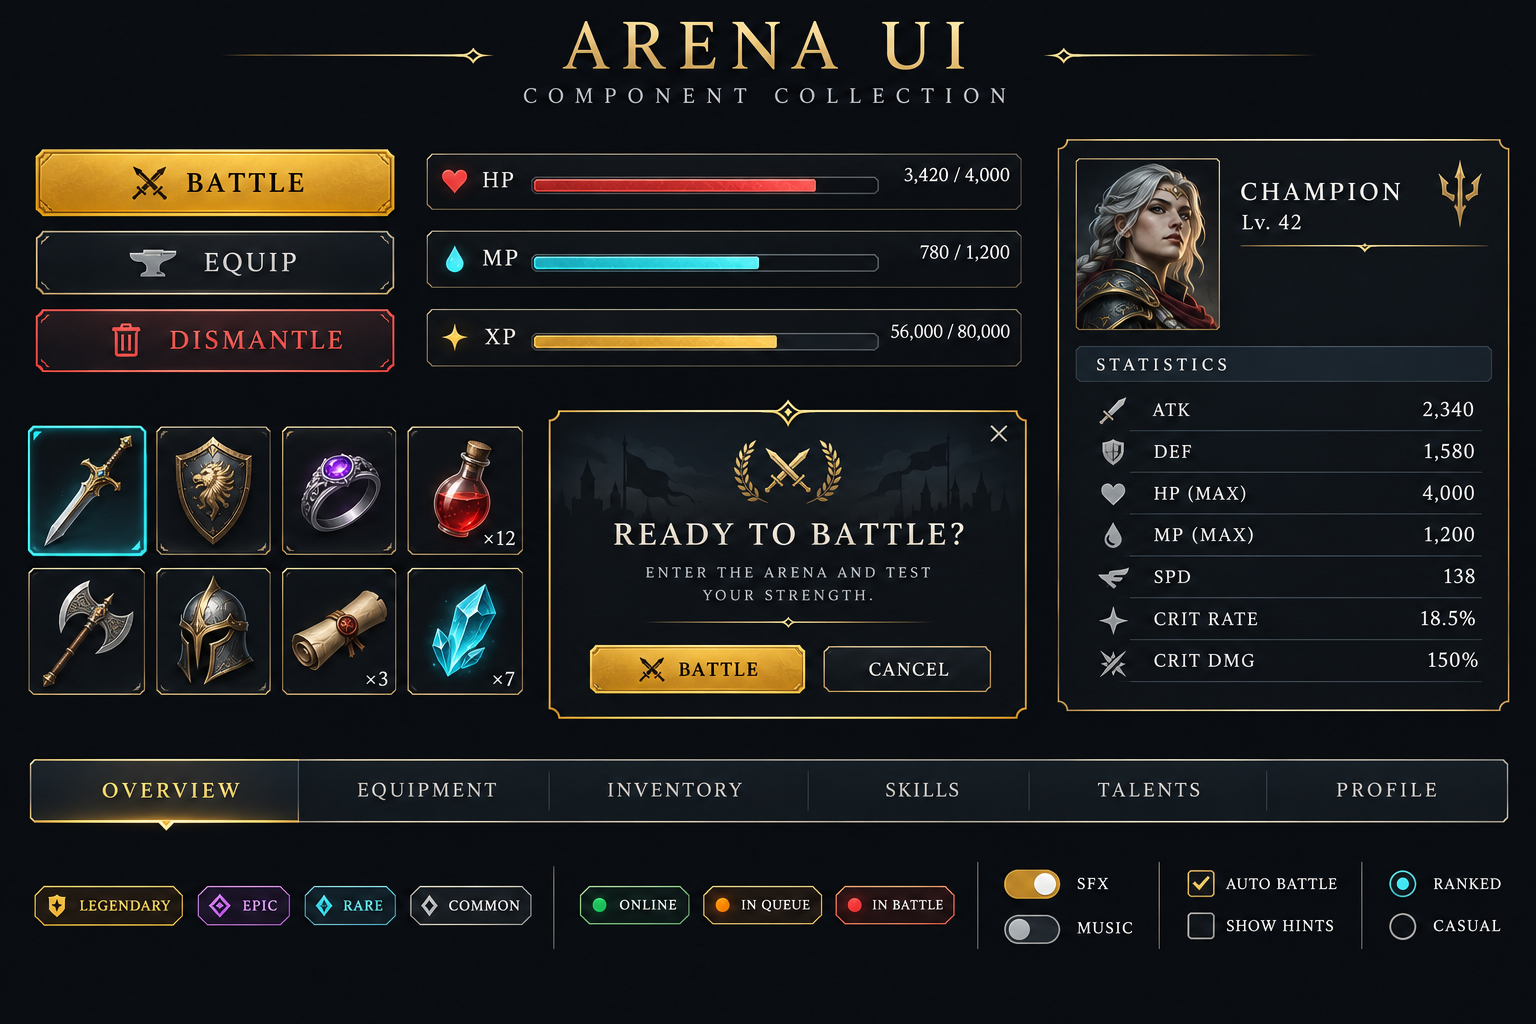 ARENA UI
COMPONENT COLLECTION
BATTLE
EQUIP
DISMANTLE
HP
3,420 / 4,000
MP
780 / 1,200
XP
56,000 / 80,000
CHAMPION
Lv. 42
STATISTICS
ATK 2,340
DEF 1,580
HP (MAX) 4,000
MP (MAX) 1,200
SPD 138
CRIT RATE 18.5%
CRIT DMG 150%
×12
×3
×7
READY TO BATTLE?
ENTER THE ARENA AND TEST
YOUR STRENGTH.
BATTLE
CANCEL
OVERVIEW
EQUIPMENT
INVENTORY
SKILLS
TALENTS
PROFILE
LEGENDARY
EPIC
RARE
COMMON
ONLINE
IN QUEUE
IN BATTLE
SFX
MUSIC
AUTO BATTLE
SHOW HINTS
RANKED
CASUAL